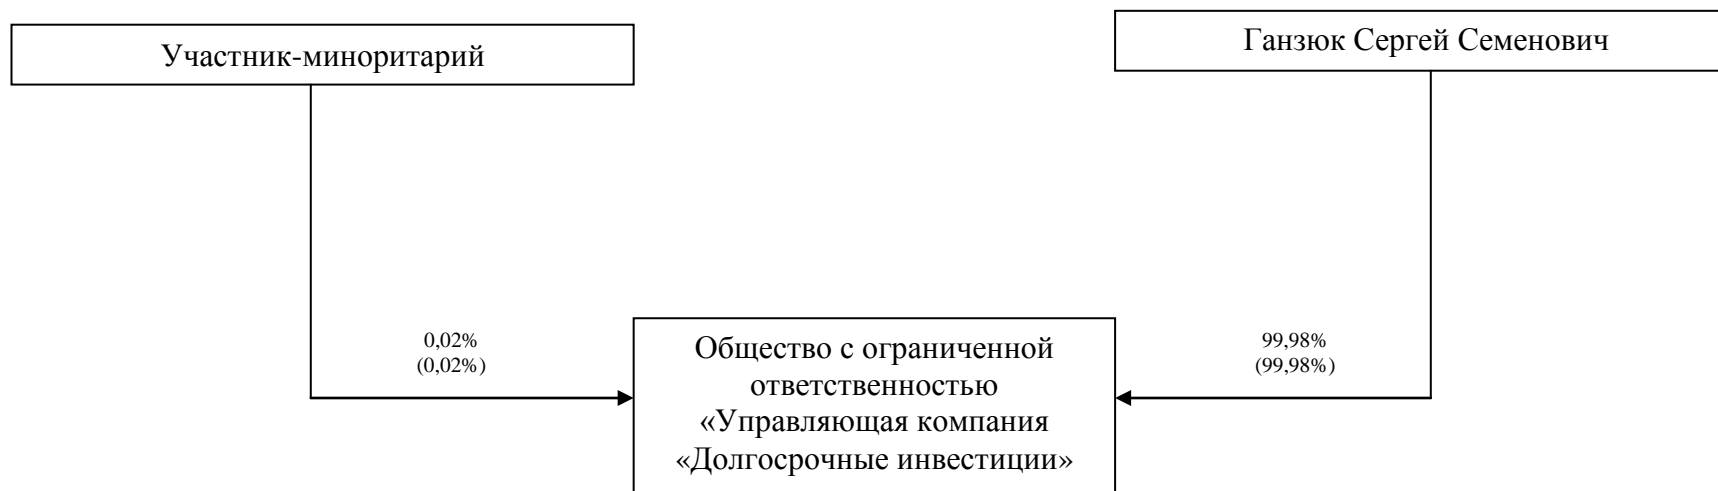 Участник-миноритарий
Ганзюк Сергей Семенович
0,02%
(0,02%)
Общество с ограниченной
ответственностью
«Управляющая компания
«Долгосрочные инвестиции»
99,98%
(99,98%)